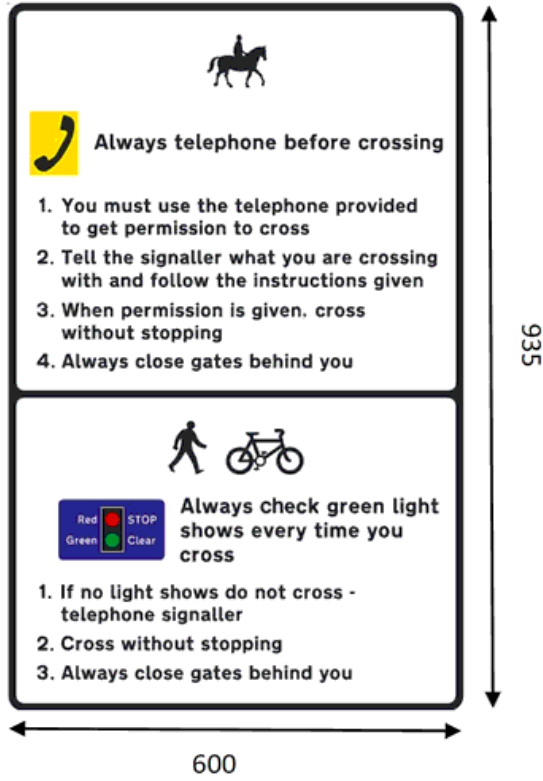 Always telephone before crossing
1. You must use the telephone provided
to get permission to cross
2. Tell the signaller what you are crossing
with and follow the instructions given
3. When permission is given. cross
without stopping
4. Always close gates behind you
Red STOP
Green Clear
Always check green light
shows every time you
cross
1. If no light shows do not cross -
telephone signaller
2. Cross without stopping
3. Always close gates behind you
935
600